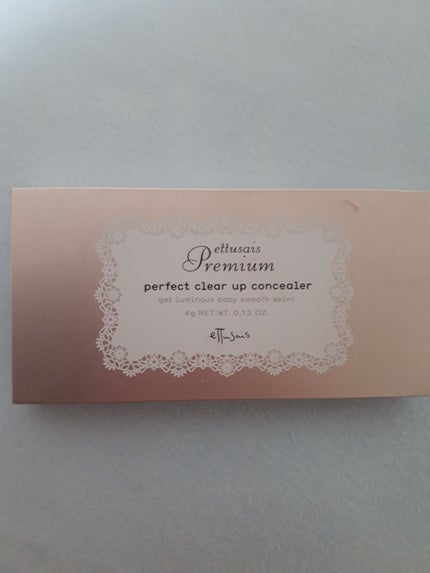 ettusais
Premium
perfect clear up concealer
get luminous baby smooth skin!
4g NET WT. 0.13 OZ.
ettusais